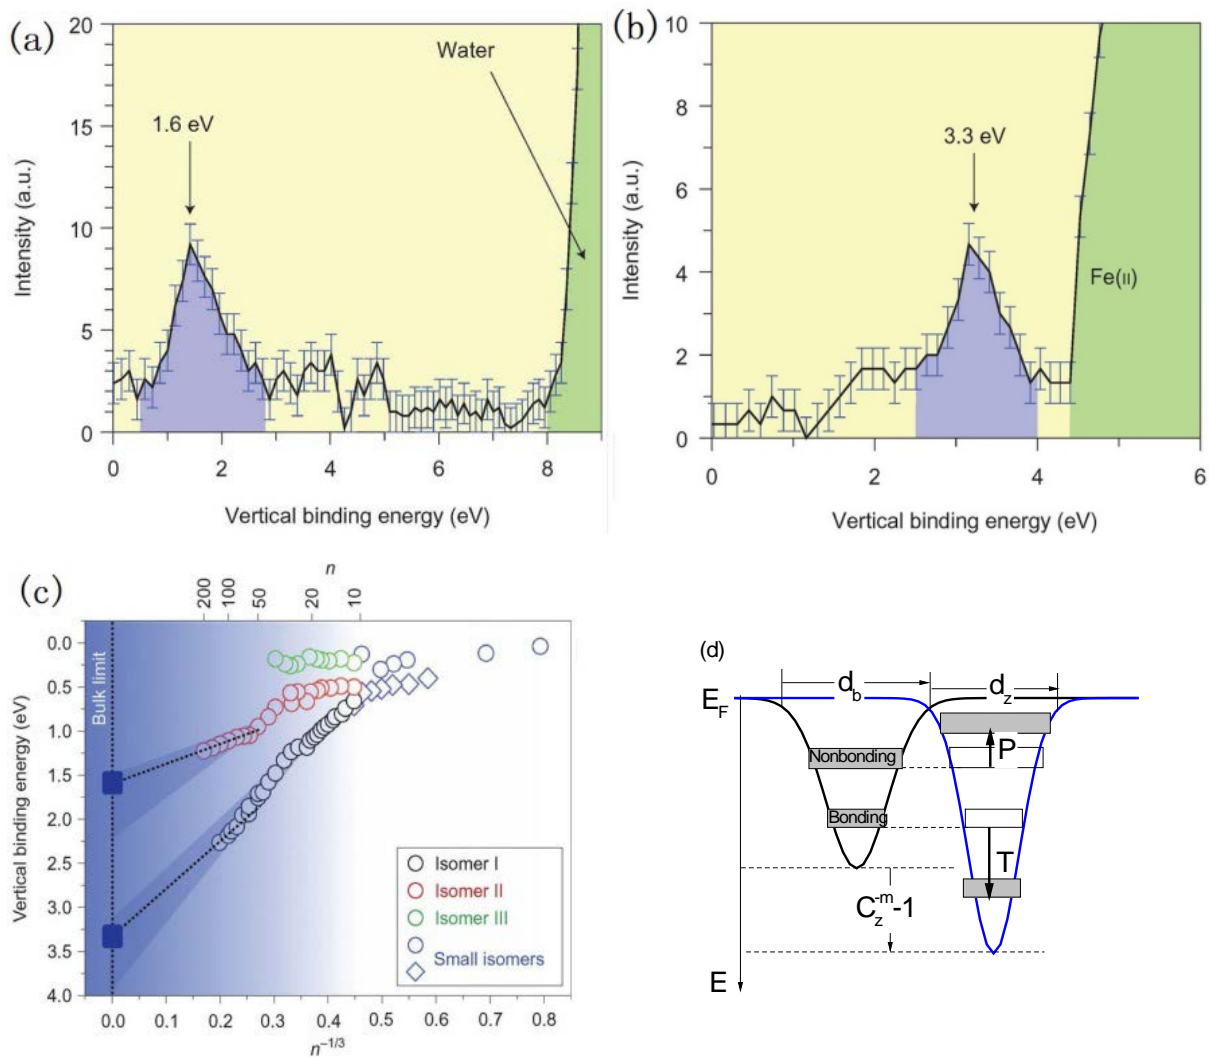 (a)
20
15
10
5
0
Intensity (a.u.)
1.6 eV
Water
0 2 4 6 8
Vertical binding energy (eV)
(b)
10
8
6
4
2
0
Intensity (a.u.)
3.3 eV
Fe(II)
0 2 4 6
Vertical binding energy (eV)
(c)
n
200 100 50 20 10
0.0
0.5
1.0
1.5
2.0
2.5
3.0
3.5
4.0
Vertical binding energy (eV)
Bulk limit
Isomer I
Isomer II
Isomer III
Small isomers
0.0 0.1 0.2 0.3 0.4 0.5 0.6 0.7 0.8
n^-1/3
(d)
E_F
d_b
d_z
P
Nonbonding
Bonding
T
C_z^-m-1
E